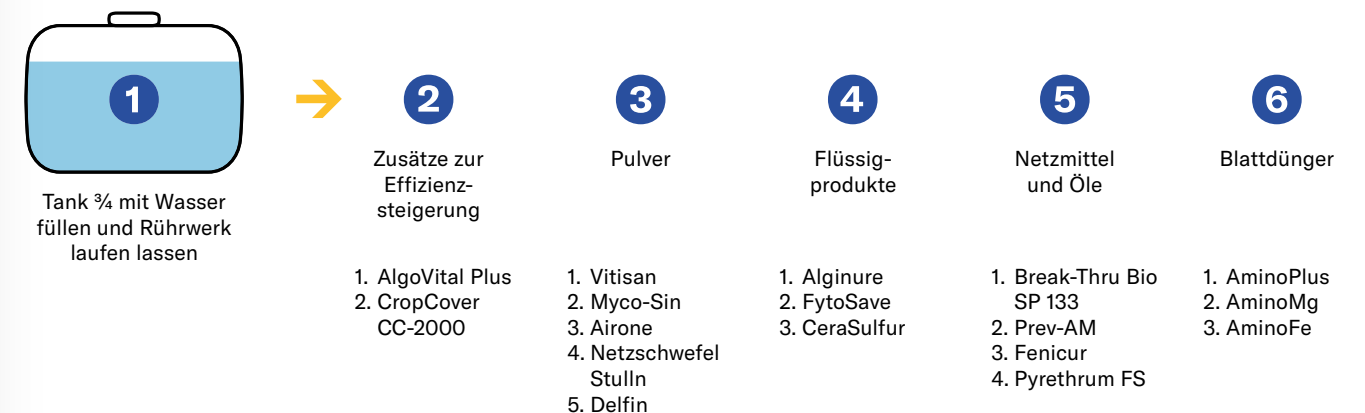 1
Tank ¾ mit Wasser
füllen und Rührwerk
laufen lassen
2
Zusätze zur
Effizienz-
steigerung
1. AlgoVital Plus
2. CropCover
CC-2000
3
Pulver
1. Vitisan
2. Myco-Sin
3. Airone
4. Netzschwefel
Stulln
5. Delfin
4
Flüssig-
produkte
1. Alginure
2. FytoSave
3. CeraSulfur
5
Netzmittel
und Öle
1. Break-Thru Bio
SP 133
2. Prev-AM
3. Fenicur
4. Pyrethrum FS
6
Blattdünger
1. AminoPlus
2. AminoMg
3. AminoFe